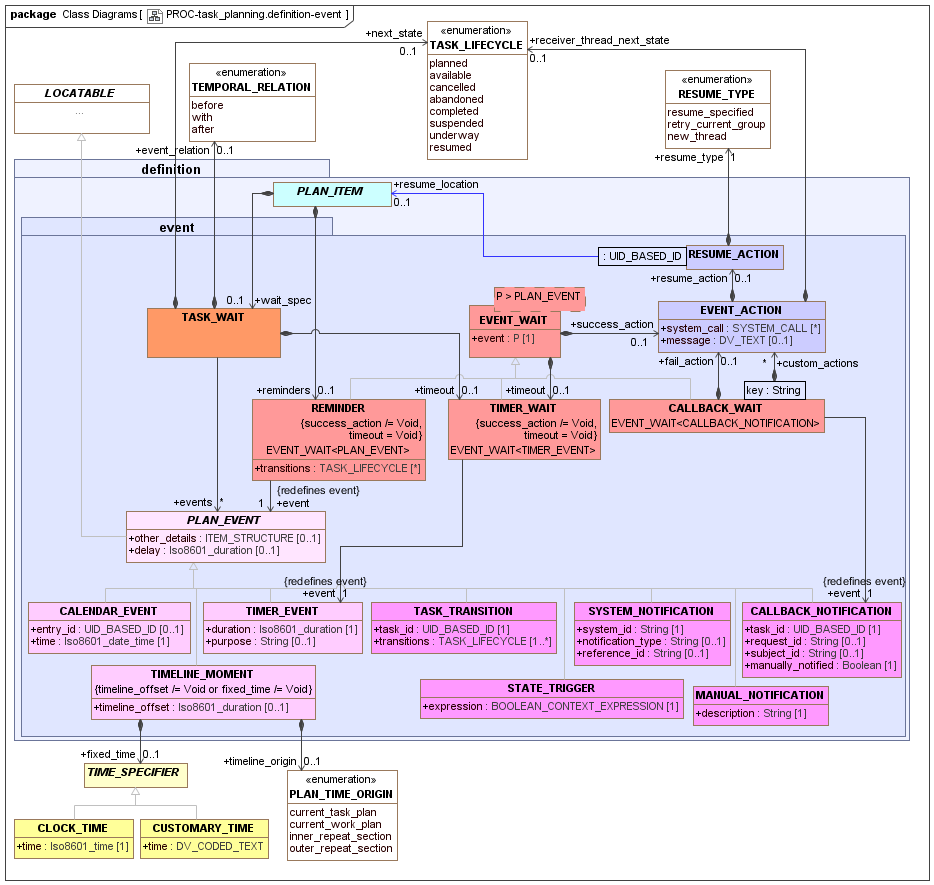 package Class Diagrams [ PROC-task_planning.definition-event ]
+next_state
0..1
«enumeration»
TASK_LIFECYCLE
planned
available
cancelled
abandoned
completed
suspended
underway
resumed
+receiver_thread_next_state
0..1
«enumeration»
TEMPORAL_RELATION
before
with
after
«enumeration»
RESUME_TYPE
resume_specified
retry_current_group
new_thread
LOCATABLE
...
+event_relation 0..1
+resume_type 1
definition
PLAN_ITEM
+resume_location
0..1
event
: UID_BASED_ID
RESUME_ACTION
+resume_action 0..1
0..1 +wait_spec
TASK_WAIT
P > PLAN_EVENT
EVENT_WAIT
+event : P [1]
+success_action
0..1
EVENT_ACTION
+system_call : SYSTEM_CALL [*]
+message : DV_TEXT [0..1]
+fail_action 0..1
* +custom_actions
key : String
+reminders 0..1
+timeout 0..1
+timeout 0..1
REMINDER
{success_action /= Void,
timeout = Void}
EVENT_WAIT<PLAN_EVENT>
+transitions : TASK_LIFECYCLE [*]
TIMER_WAIT
{success_action /= Void,
timeout = Void}
EVENT_WAIT<TIMER_EVENT>
CALLBACK_WAIT
EVENT_WAIT<CALLBACK_NOTIFICATION>
{redefines event}
+events *
1 +event
PLAN_EVENT
+other_details : ITEM_STRUCTURE [0..1]
+delay : Iso8601_duration [0..1]
{redefines event}
+event 1
{redefines event}
+event 1
CALENDAR_EVENT
+entry_id : UID_BASED_ID [0..1]
+time : Iso8601_date_time [1]
TIMER_EVENT
+duration : Iso8601_duration [1]
+purpose : String [0..1]
TASK_TRANSITION
+task_id : UID_BASED_ID [1]
+transitions : TASK_LIFECYCLE [1..*]
SYSTEM_NOTIFICATION
+system_id : String [1]
+notification_type : String [0..1]
+reference_id : String [0..1]
CALLBACK_NOTIFICATION
+task_id : UID_BASED_ID [1]
+request_id : String [0..1]
+subject_id : String [0..1]
+manually_notified : Boolean [1]
TIMELINE_MOMENT
{timeline_offset /= Void or fixed_time /= Void}
+timeline_offset : Iso8601_duration [0..1]
STATE_TRIGGER
+expression : BOOLEAN_CONTEXT_EXPRESSION [1]
MANUAL_NOTIFICATION
+description : String [1]
+fixed_time 0..1
+timeline_origin 0..1
TIME_SPECIFIER
«enumeration»
PLAN_TIME_ORIGIN
current_task_plan
current_work_plan
inner_repeat_section
outer_repeat_section
CLOCK_TIME
+time : Iso8601_time [1]
CUSTOMARY_TIME
+time : DV_CODED_TEXT